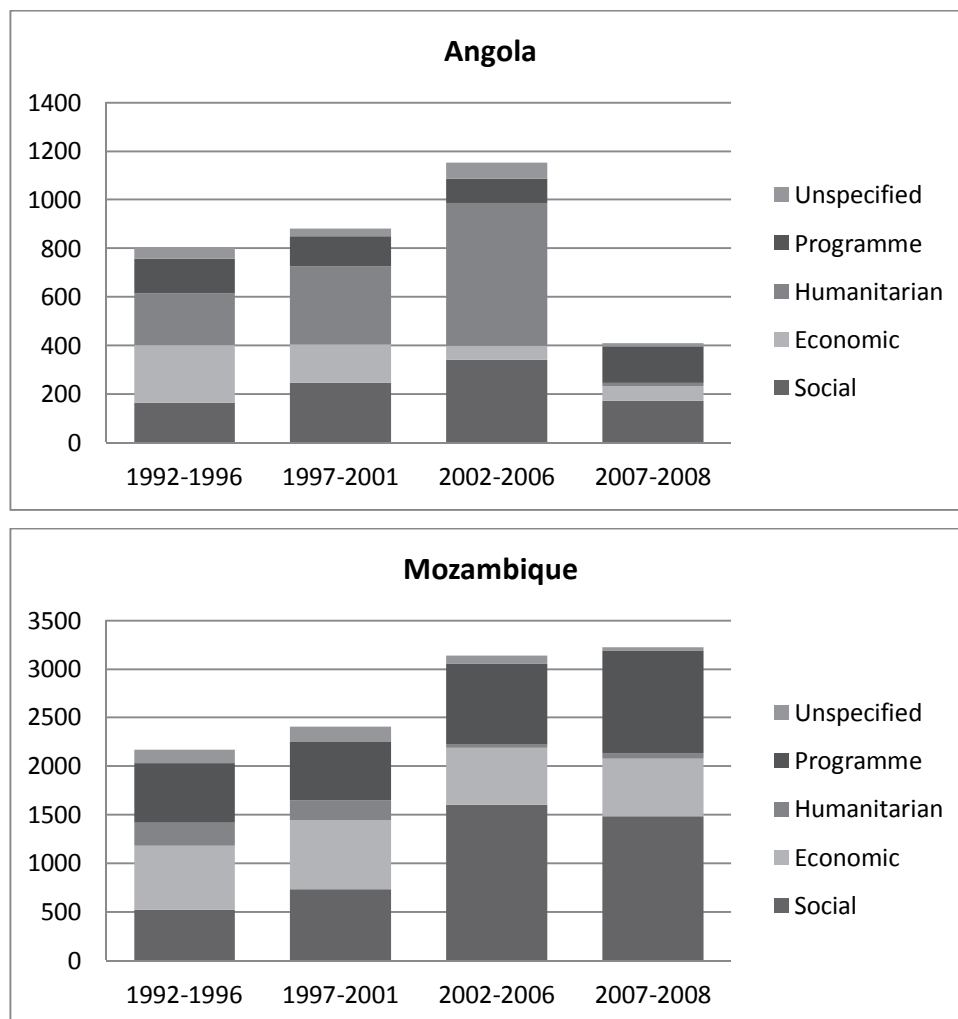 Angola
1400
1200
1000
800
600
400
200
0
1992-1996 1997-2001 2002-2006 2007-2008
Unspecified
Programme
Humanitarian
Economic
Social
Mozambique
3500
3000
2500
2000
1500
1000
500
0
1992-1996 1997-2001 2002-2006 2007-2008
Unspecified
Programme
Humanitarian
Economic
Social